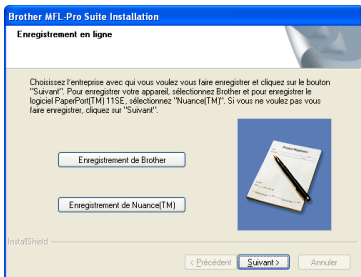 Brother MFL-Pro Suite Installation
Enregistrement en ligne
Choisissez l'entreprise avec qui vous voulez vous faire enregistrer et cliquez sur le bouton
"Suivant". Pour enregistrer votre appareil, sélectionnez Brother et pour enregistrer le
logiciel PaperPort(TM) 11SE, sélectionnez "Nuance(TM)". Si vous ne voulez pas vous
faire enregistrer, cliquez sur "Suivant".
Enregistrement de Brother
Product Registration
Enregistrement de Nuance(TM)
InstallShield
< Précédent
Suivant >
Annuler